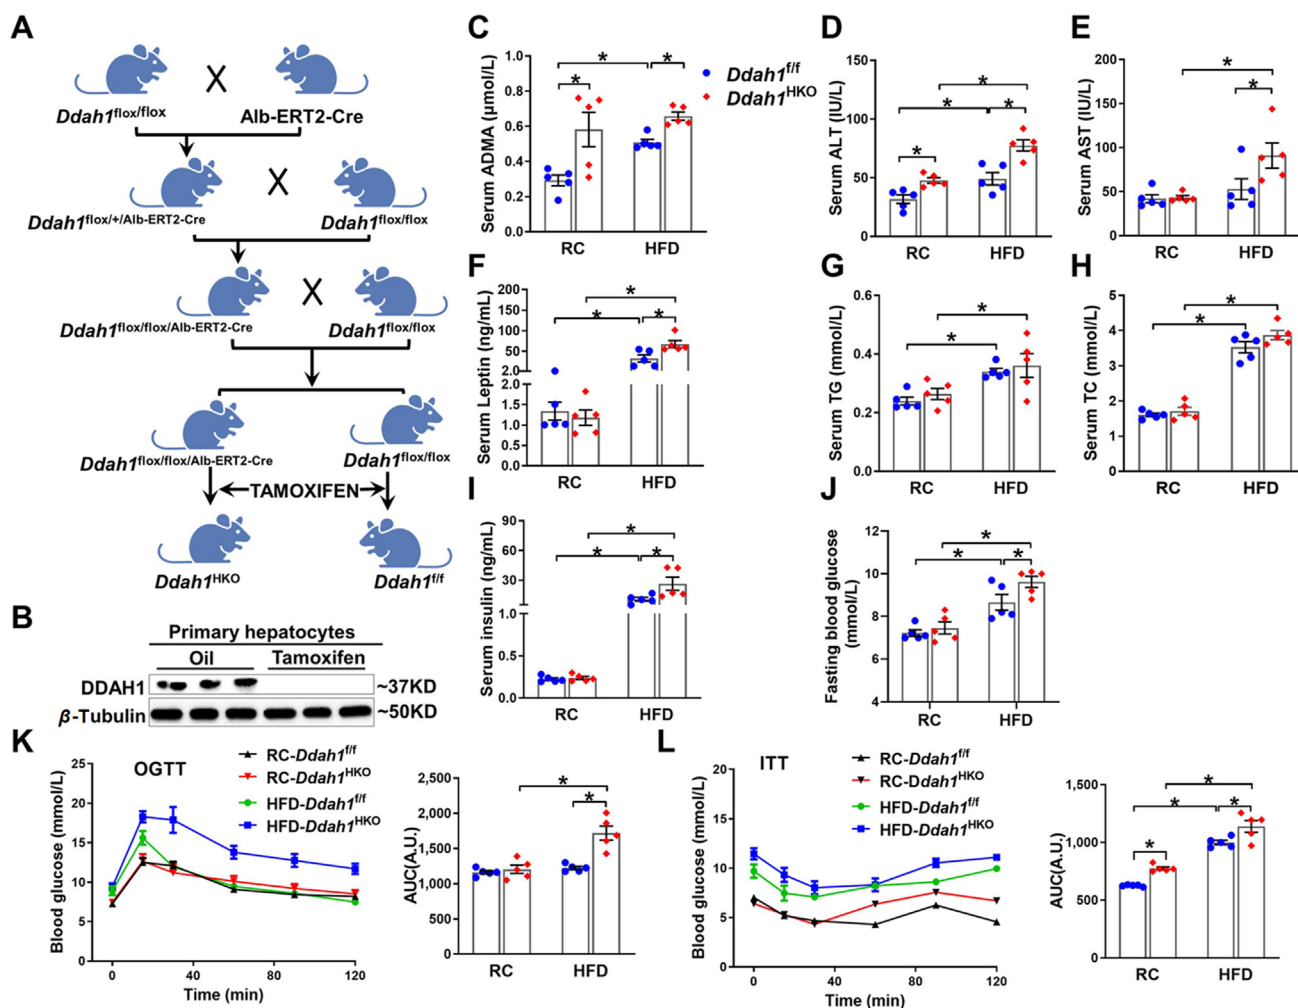 A
Ddah1flox/flox
X
Alb-ERT2-Cre
Ddah1flox/+/Alb-ERT2-Cre
X
Ddah1flox/flox
Ddah1flox/flox/Alb-ERT2-Cre
X
Ddah1flox/flox
Ddah1flox/flox/Alb-ERT2-Cre
Ddah1flox/flox
TAMOXIFEN
Ddah1HKO
Ddah1f/f
B
Primary hepatocytes
Oil Tamoxifen
DDAH1 ~37KD
β-Tubulin ~50KD
C
Serum ADMA (μmol/L)
1.0
0.8
0.6
0.4
0.2
0.0
* * *
RC HFD
Ddah1f/f
Ddah1HKO
D
Serum ALT (IU/L)
150
100
50
0
* * * *
RC HFD
E
Serum AST (IU/L)
200
150
100
50
0
* *
RC HFD
F
Serum Leptin (ng/mL)
200
150
100
50
2.0
1.5
1.0
0.5
0.0
* * *
RC HFD
G
Serum TG (mmol/L)
0.6
0.4
0.2
0.0
* *
RC HFD
H
Serum TC (mmol/L)
5
4
3
2
1
0
* *
RC HFD
I
Serum insulin (ng/mL)
90
60
30
1.0
0.5
0.0
* * *
RC HFD
J
Fasting blood glucose
(mmol/L)
12
10
8
6
4
* * *
RC HFD
K
OGTT
Blood glucose (mmol/L)
25
20
15
10
5
0
0 40 80 120
Time (min)
RC-Ddah1f/f
RC-Ddah1HKO
HFD-Ddah1f/f
HFD-Ddah1HKO
AUC(A.U.)
2,500
2,000
1,500
1,000
500
0
* *
RC HFD
L
ITT
Blood glucose (mmol/L)
20
15
10
5
0
0 40 80 120
Time (min)
RC-Ddah1f/f
RC-Ddah1HKO
HFD-Ddah1f/f
HFD-Ddah1HKO
AUC(A.U.)
1,500
1,000
500
0
* * * *
RC HFD